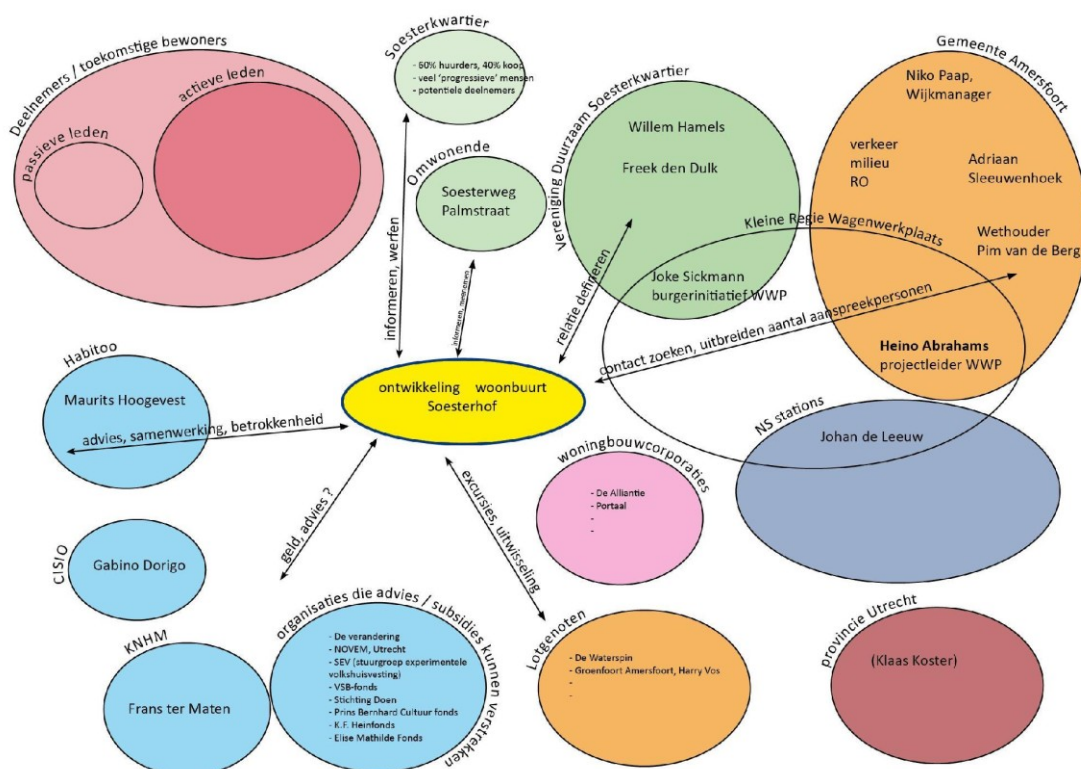 Deelnemers / toekomstige bewoners
actieve leden
passieve leden
Soesterkwartier
- 60% huurders, 40% koop
- veel 'progressieve' mensen
- potentiele deelnemers
Omwonende
Soesterweg
Palmstraat
Vereniging Duurzaam Soesterkwartier
Willem Hamels
Freek den Dulk
Joke Sickmann
burgerinitiatief WWP
Gemeente Amersfoort
Niko Paap,
Wijkmanager
verkeer
milieu
RO
Adriaan
Sleeuwenhoek
Wethouder
Pim van de Berg
Kleine Regie Wagenwerkplaats
Heino Abrahams
projectleider WWP
informeren, werfen
relatie defineren
contact zoeken, uitbreiden aantal aanspreekpersonen
ontwikkeling woonbuurt
Soesterhof
Habitoo
Maurits Hoogevest
advies, samenwerking, betrokkenheid
NS stations
Johan de Leeuw
woningbouwcorporaties
- De Alliantie
- Portaal
-
-
geld, advies ?
excursies, uitwisseling
CISIO
Gabino Dorigo
KNHM
Frans ter Maten
organisaties die advies / subsidies kunnen verstrekken
- De verandering
- NOVEM, Utrecht
- SEV (stuurgroep experimentele
volkshuisvesting)
- VSB-fonds
- Stichting Doen
- Prins Bernhard Cultuur fonds
- K.F. Heinfonds
- Elise Mathilde Fonds
Lotgenoten
- De Waterspin
- Groenfoort Amersfoort, Harry Vos
-
-
provincie Utrecht
(Klaas Koster)